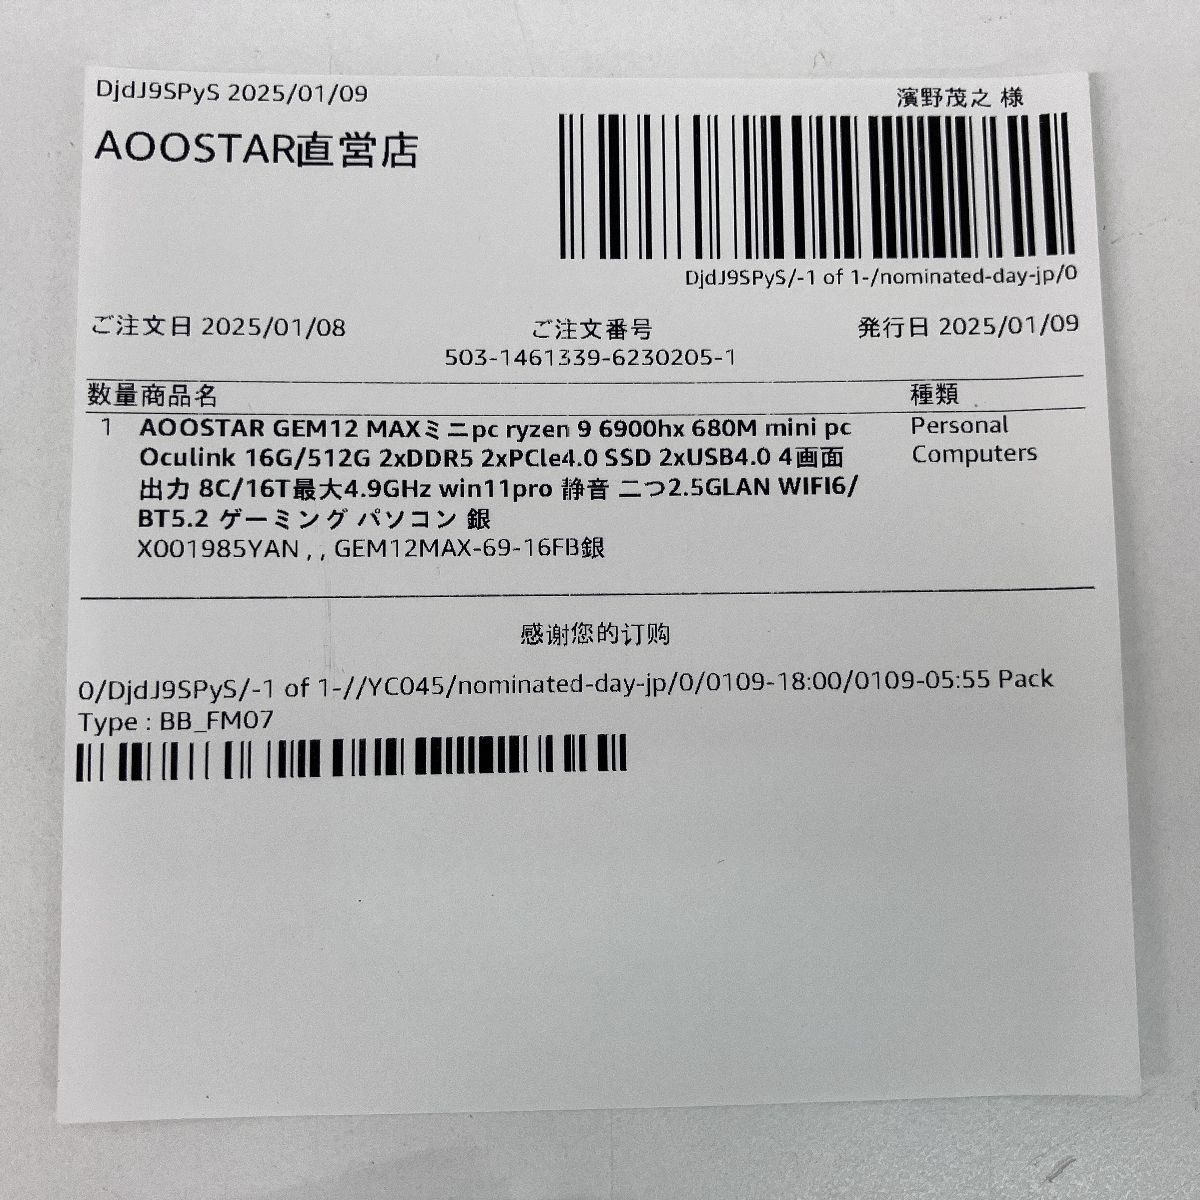 DjdJ9SPyS 2025/01/09
濱野茂之 様
AOOSTAR直営店
DjdJ9SPyS/-1 of 1-/nominated-day-jp/0
ご注文日 2025/01/08
ご注文番号
発行日 2025/01/09
503-1461339-6230205-1
数量商品名 種類
1 AOOSTAR GEM12 MAXミニpc ryzen 9 6900hx 680M mini pc Personal
Oculink 16G/512G 2xDDR5 2xPCle4.0 SSD 2xUSB4.0 4画面 Computers
出力 8C/16T最大4.9GHz win11pro 静音 二つ2.5GLAN WIFI6/
BT5.2 ゲーミング パソコン 銀
X001985YAN , , GEM12MAX-69-16FB銀
感谢您的订购
0/DjdJ9SPyS/-1 of 1-//YC045/nominated-day-jp/0/0109-18:00/0109-05:55 Pack
Type : BB_FM07